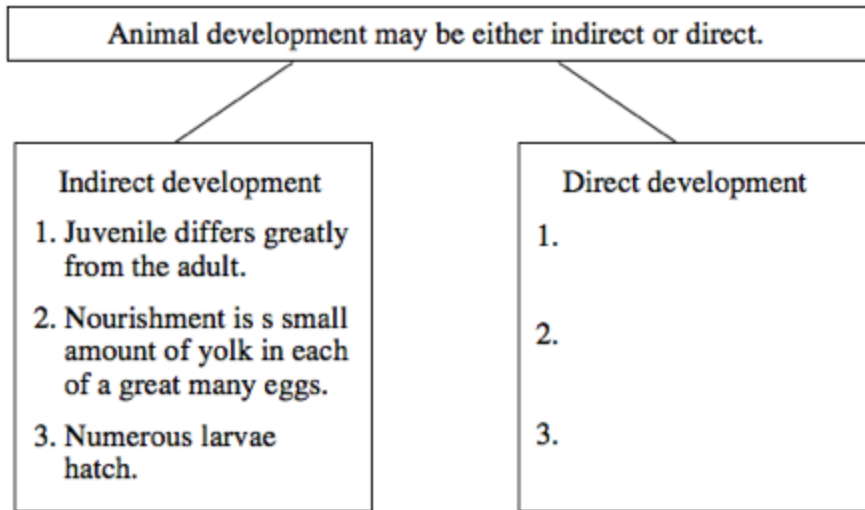 Animal development may be either indirect or direct.
Indirect development
1. Juvenile differs greatly
from the adult.
2. Nourishment is s small
amount of yolk in each
of a great many eggs.
3. Numerous larvae
hatch.
Direct development
1.
2.
3.